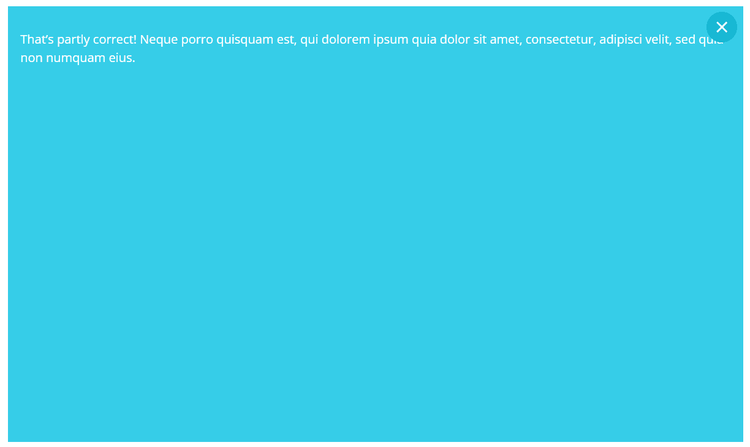 That's partly correct! Neque porro quisquam est, qui dolorem ipsum quia dolor sit amet, consectetur, adipisci velit, sed quia
non numquam eius.